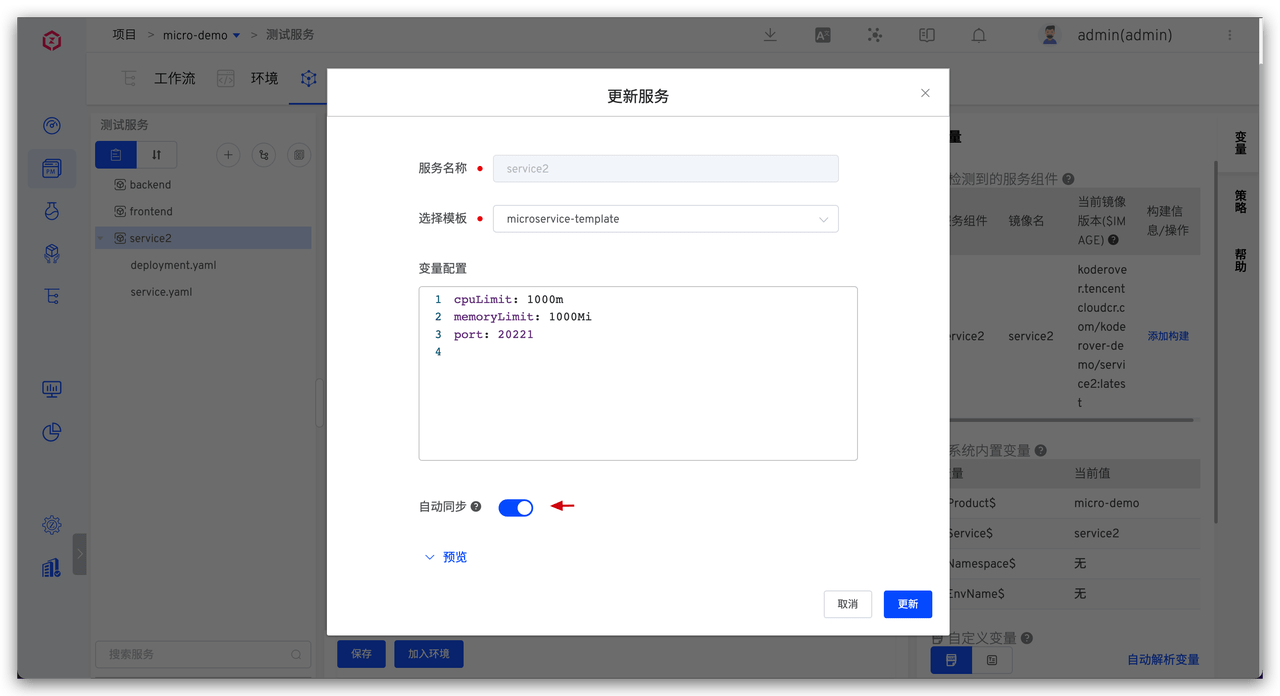 项目 > micro-demo > 测试服务
admin(admin)
工作流
环境
测试服务
backend
frontend
service2
deployment.yaml
service.yaml
搜索服务
更新服务
服务名称 service2
选择模板 microservice-template
变量配置
1 cpuLimit: 1000m
2 memoryLimit: 1000Mi
3 port: 20221
4
自动同步
预览
取消 更新
保存 加入环境
量
检测到的服务组件
务组件 镜像名 当前镜像版本($IMAGE) 构建信息/操作
rvice2 service2 koderover.tencentcloudcr.com/koderover-demo/service2:latest 添加构建
系统内置变量
量 当前值
Product$ micro-demo
Service$ service2
Namespace$ 无
EnvName$ 无
自定义变量
自动解析变量
变量
策略
帮助